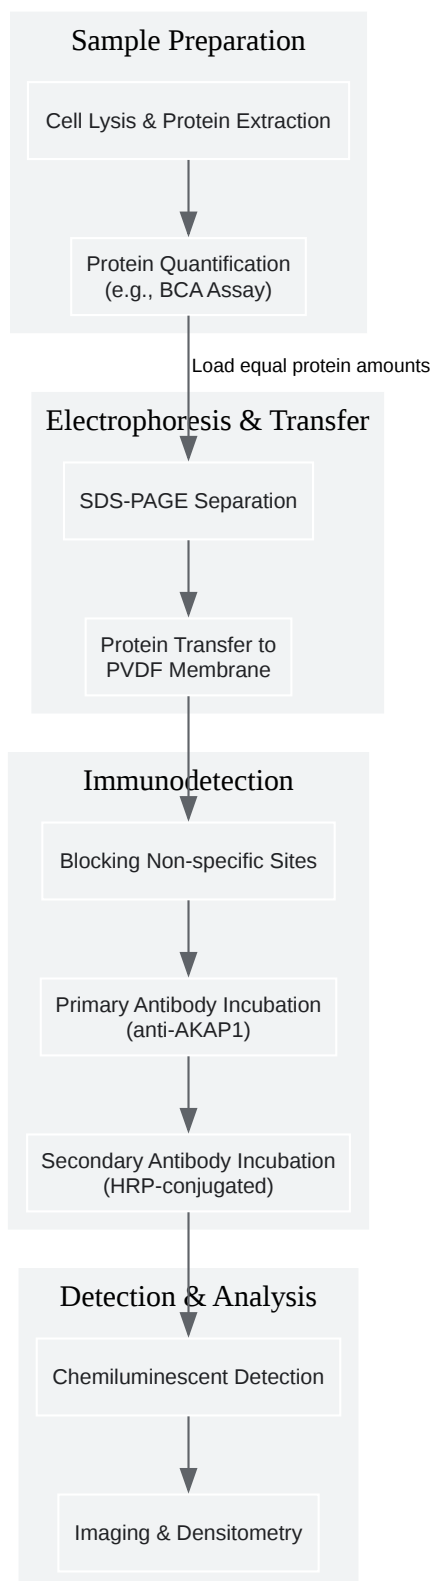 Sample Preparation
Cell Lysis & Protein Extraction
Protein Quantification
(e.g., BCA Assay)
Load equal protein amounts
Electrophoresis & Transfer
SDS-PAGE Separation
Protein Transfer to
PVDF Membrane
Immunodetection
Blocking Non-specific Sites
Primary Antibody Incubation
(anti-AKAP1)
Secondary Antibody Incubation
(HRP-conjugated)
Detection & Analysis
Chemiluminescent Detection
Imaging & Densitometry